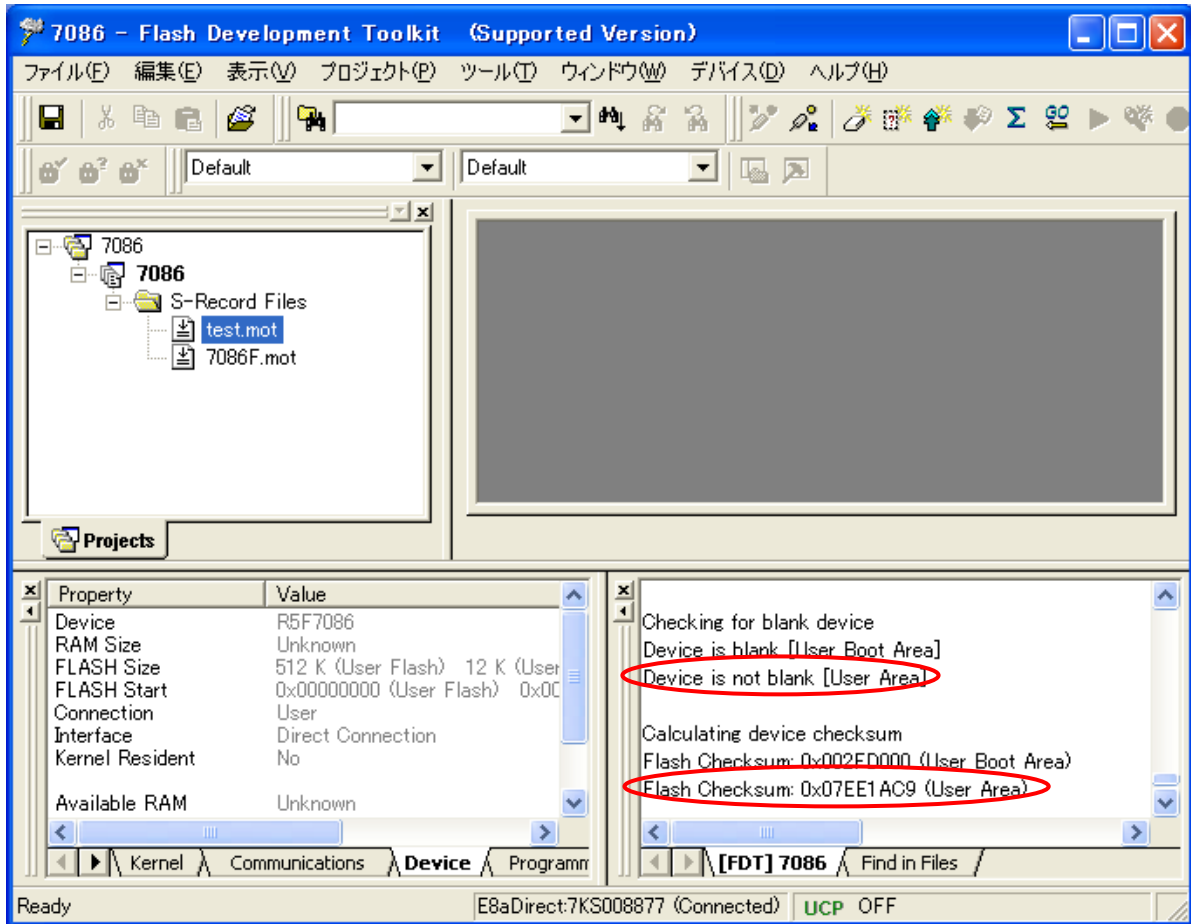 7086 - Flash Development Toolkit (Supported Version)
ファイル(F) 編集(E) 表示(V) プロジェクト(P) ツール(T) ウィンドウ(W) デバイス(D) ヘルプ(H)
Default Default
7086
7086
S-Record Files
test.mot
7086F.mot
Projects
Property Value
Device R5F7086
RAM Size Unknown
FLASH Size 512 K (User Flash) 12 K (User
FLASH Start 0x00000000 (User Flash) 0x00
Connection User
Interface Direct Connection
Kernel Resident No
Available RAM Unknown
Kernel Communications Device Programm
Checking for blank device
Device is blank [User Boot Area]
Device is not blank [User Area]
Calculating device checksum
Flash Checksum: 0x002FD000 (User Boot Area)
Flash Checksum: 0x07EE1AC9 (User Area)
[FDT] 7086 Find in Files
Ready E8aDirect:7KS008877 (Connected) UCP OFF